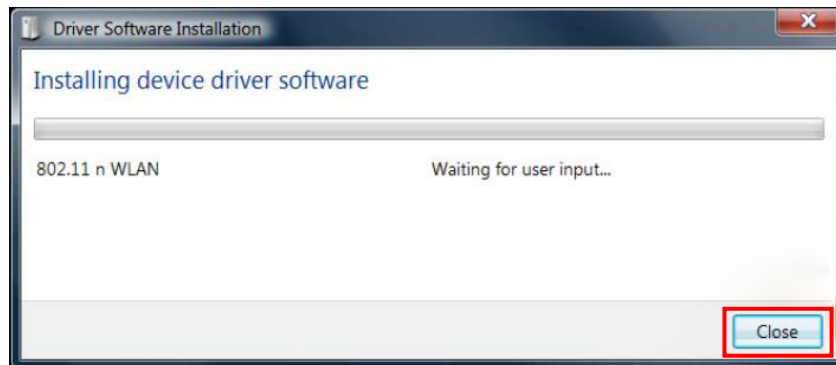 Driver Software Installation
Installing device driver software
802.11 n WLAN Waiting for user input...
Close